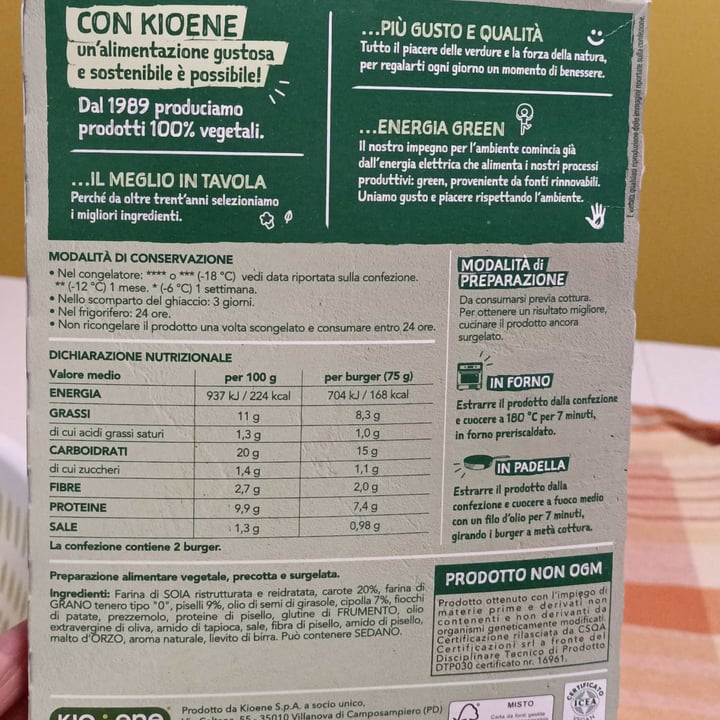 CON KIOENE
un'alimentazione gustosa
e sostenibile è possibile!
Dal 1989 produciamo
prodotti 100% vegetali.
...IL MEGLIO IN TAVOLA
Perché da oltre trent'anni selezioniamo
i migliori ingredienti.
...PIÙ GUSTO E QUALITÀ
Tutto il piacere delle verdure e la forza della natura,
per regalarti ogni giorno un momento di benessere.
...ENERGIA GREEN
Il nostro impegno per l'ambiente comincia già
dall'energia elettrica che alimenta i nostri processi
produttivi: green, proveniente da fonti rinnovabili.
Uniamo gusto e piacere rispettando l'ambiente.
È vietata qualsiasi riproduzione delle immagini riportate sulla confezione.
MODALITÀ DI CONSERVAZIONE
• Nel congelatore: **** o *** (-18 °C) vedi data riportata sulla confezione.
** (-12 °C) 1 mese. * (-6 °C) 1 settimana.
• Nello scomparto del ghiaccio: 3 giorni.
• Nel frigorifero: 24 ore.
• Non ricongelare il prodotto una volta scongelato e consumare entro 24 ore.
DICHIARAZIONE NUTRIZIONALE
Valore medio per 100 g per burger (75 g)
ENERGIA 937 kJ / 224 kcal 704 kJ / 168 kcal
GRASSI 11 g 8,3 g
di cui acidi grassi saturi 1,3 g 1,0 g
CARBOIDRATI 20 g 15 g
di cui zuccheri 1,4 g 1,1 g
FIBRE 2,7 g 2,0 g
PROTEINE 9,9 g 7,4 g
SALE 1,3 g 0,98 g
La confezione contiene 2 burger.
MODALITÀ di
PREPARAZIONE
Da consumarsi previa cottura.
Per ottenere un risultato migliore,
cucinare il prodotto ancora
surgelato.
IN FORNO
Estrarre il prodotto dalla confezione
e cuocere a 180 °C per 7 minuti,
in forno preriscaldato.
IN PADELLA
Estrarre il prodotto dalla
confezione e cuocere a fuoco medio
con un filo d'olio per 7 minuti,
girando i burger a metà cottura.
Preparazione alimentare vegetale, precotta e surgelata.
Ingredienti: Farina di SOIA ristrutturata e reidratata, carote 20%, farina di
GRANO tenero tipo "0", piselli 9%, olio di semi di girasole, cipolla 7%, fiocchi
di patate, prezzemolo, proteine di pisello, glutine di FRUMENTO, olio
extravergine di oliva, amido di tapioca, sale, fibra di pisello, amido di pisello,
malto d'ORZO, aroma naturale, lievito di birra. Può contenere SEDANO.
PRODOTTO NON OGM
Prodotto ottenuto con l'impiego di
materie prime e derivati non
contenenti e non derivanti da
organismi geneticamente modificati.
Certificazione rilasciata da CSQA
Certificazioni srl a fronte del
Disciplinare Tecnico di Prodotto
DTP030 certificato nr. 16961.
kioene
Prodotto da Kioene S.p.A. a socio unico,
35010 Villanova di Camposampiero (PD)
FSC
MISTO
Carta da fonti gestite
CERTIFICATO
ICEA